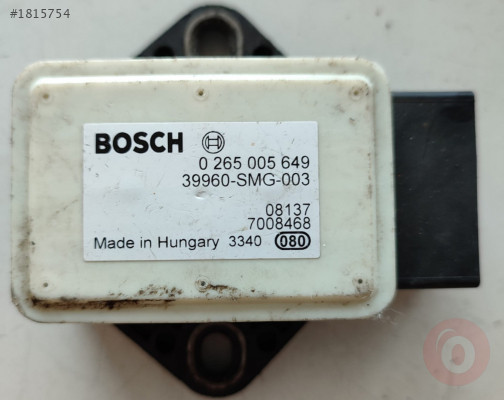 #1815754
BOSCH
0 265 005 649
39960-SMG-003
08137
7008468
Made in Hungary 3340 080